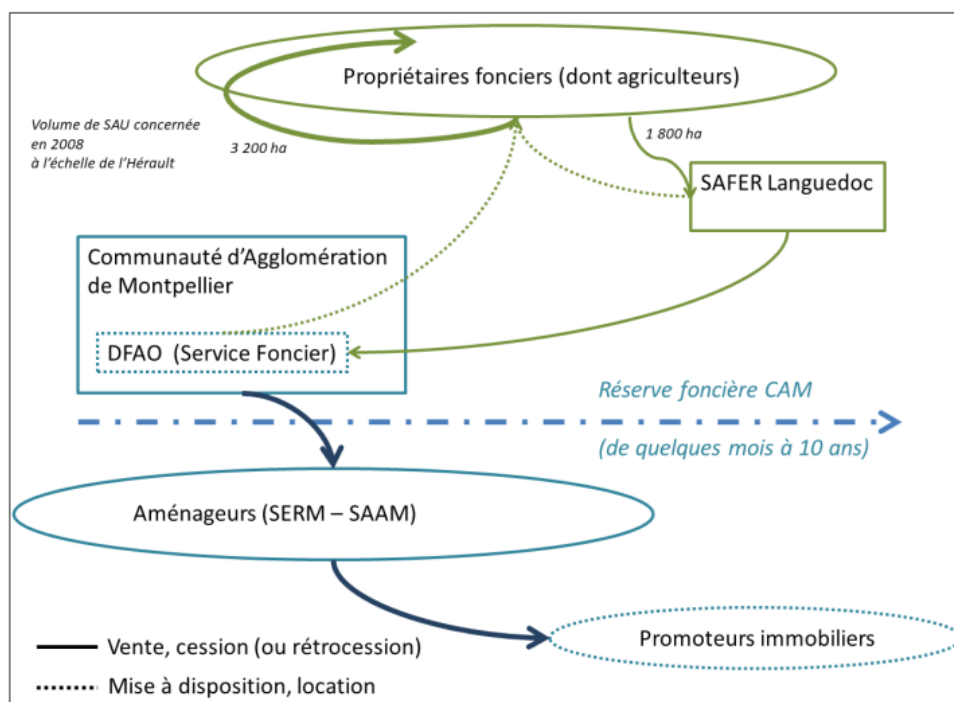 Propriétaires fonciers (dont agriculteurs)
Volume de SAU concernée
en 2008
à l'échelle de l'Hérault
3 200 ha
1 800 ha
SAFER Languedoc
Communauté d'Agglomération
de Montpellier
DFAO (Service Foncier)
Réserve foncière CAM
(de quelques mois à 10 ans)
Aménageurs (SERM – SAAM)
Promoteurs immobiliers
Vente, cession (ou rétrocession)
Mise à disposition, location